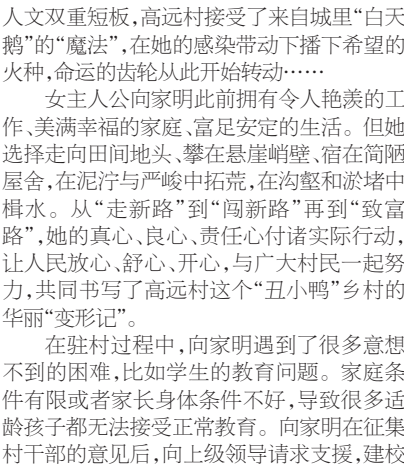 人文双重短板,高远村接受了来自城里“白天
鹅”的“魔法”,在她的感染带动下播下希望的
火种,命运的齿轮从此开始转动……
女主人公向家明此前拥有令人艳羡的工
作、美满幸福的家庭、富足安定的生活。但她
选择走向田间地头、攀在悬崖峭壁、宿在简陋
屋舍,在泥泞与严峻中拓荒,在沟壑和淤堵中
楫水。从“走新路”到“闯新路”再到“致富
路”,她的真心、良心、责任心付诸实际行动,
让人民放心、舒心、开心,与广大村民一起努
力,共同书写了高远村这个“丑小鸭”乡村的
华丽“变形记”。
在驻村过程中,向家明遇到了很多意想
不到的困难,比如学生的教育问题。家庭条
件有限或者家长身体条件不好,导致很多适
龄孩子都无法接受正常教育。向家明在征集
村干部的意见后,向上级领导请求支援,建校